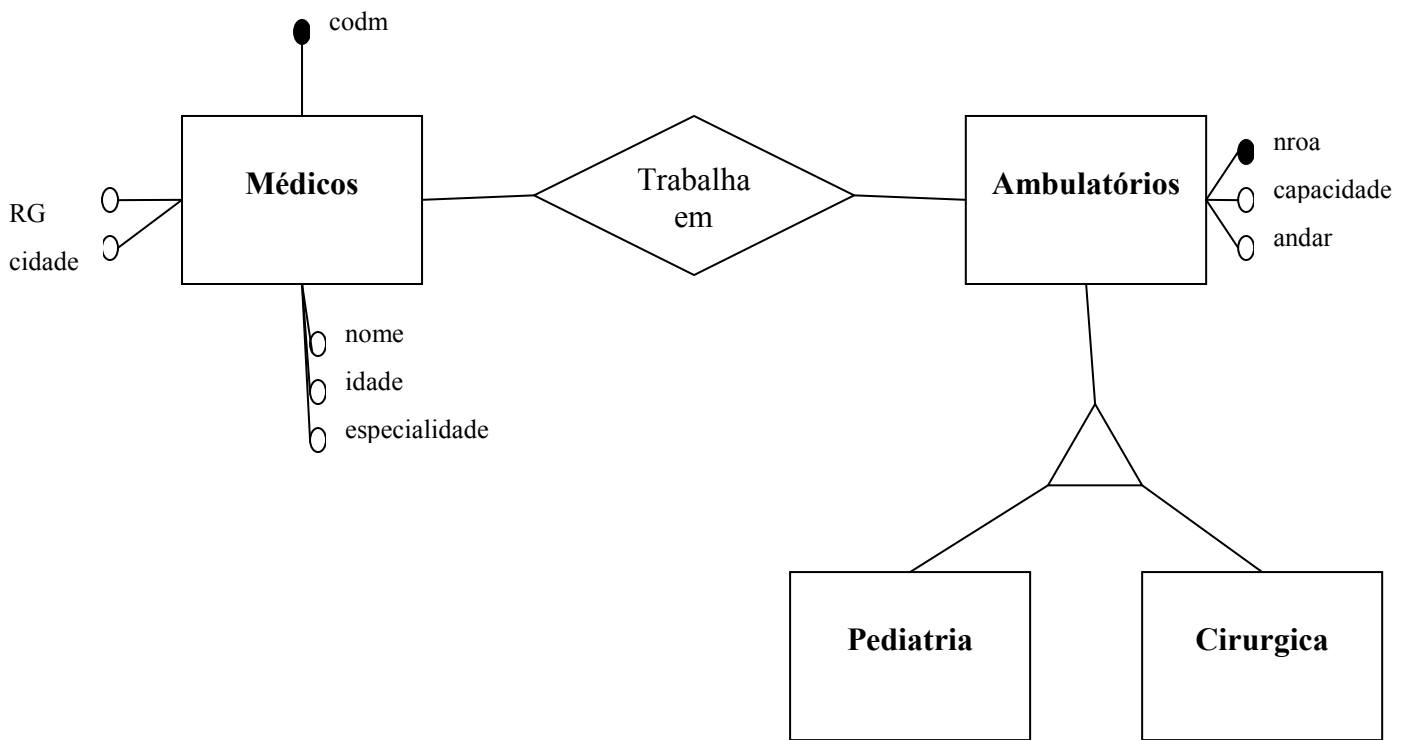 codm
Médicos
Trabalha
em
Ambulatórios
nroa
capacidade
andar
RG
cidade
nome
idade
especialidade
Pediatria
Cirurgica